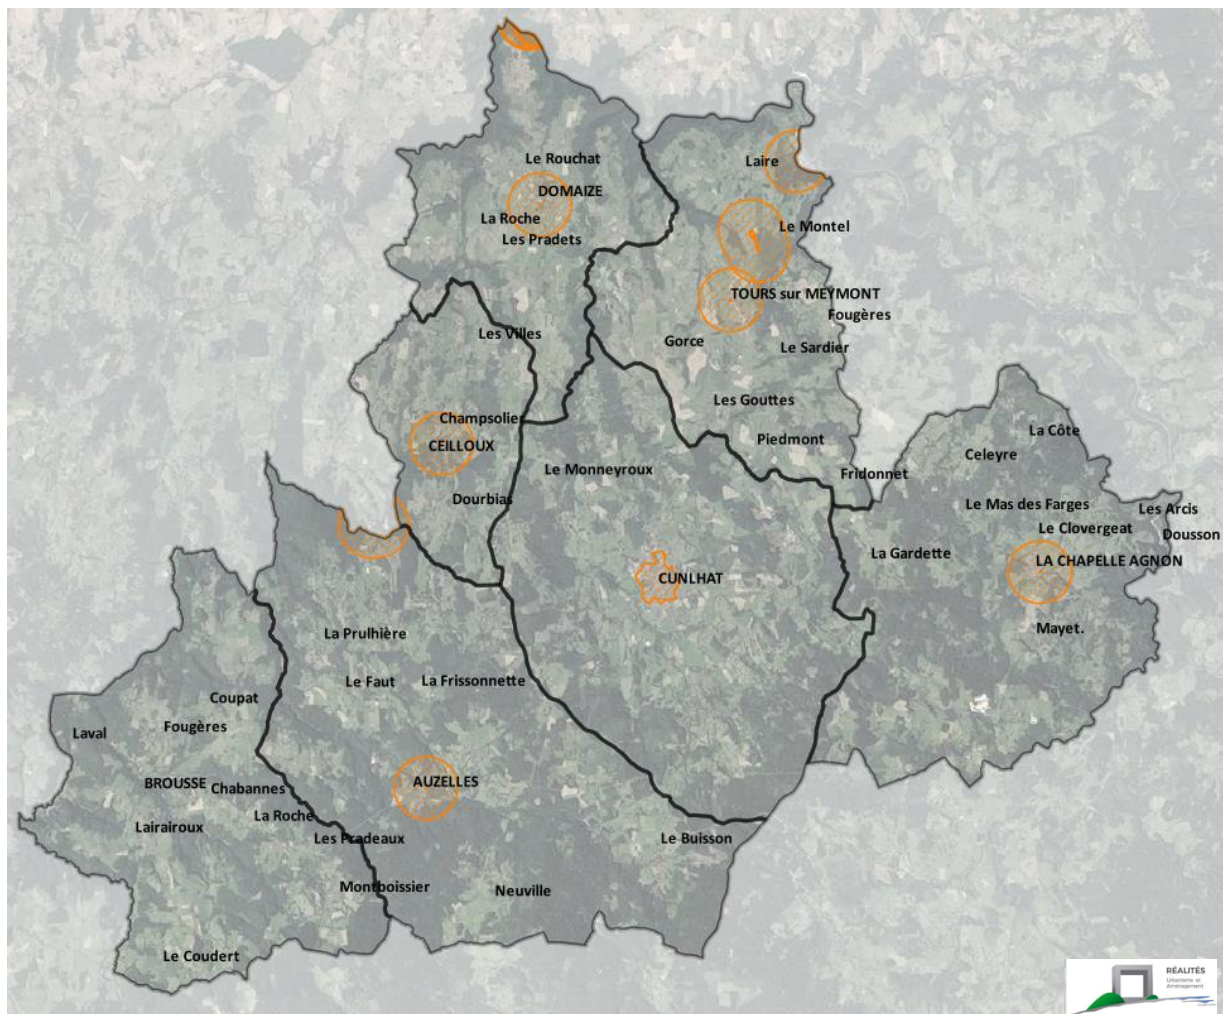 Le Rouchat
Laire
DOMAIZE
La Roche
Le Montel
Les Pradets
TOURS sur MEYMONT
Fougères
Les Villes
Gorce
Le Sardier
Les Gouttes
Champsolier
La Côte
CEILLOUX
Piedmont
Celeyre
Le Monneyroux
Fridonnet
Dourbias
Le Mas des Farges
Les Arcis
Le Clovergeat
Dousson
La Gardette
LA CHAPELLE AGNON
CUNLHAT
Mayet.
La Prulhière
Le Faut
La Frissonnette
Coupat
Fougères
Laval
BROUSSE
Chabannes
AUZELLES
La Roche
Lairairoux
Les Pradeaux
Le Buisson
Montboissier
Neuville
Le Coudert
RÉALITÉS
Urbanisme et
Aménagement